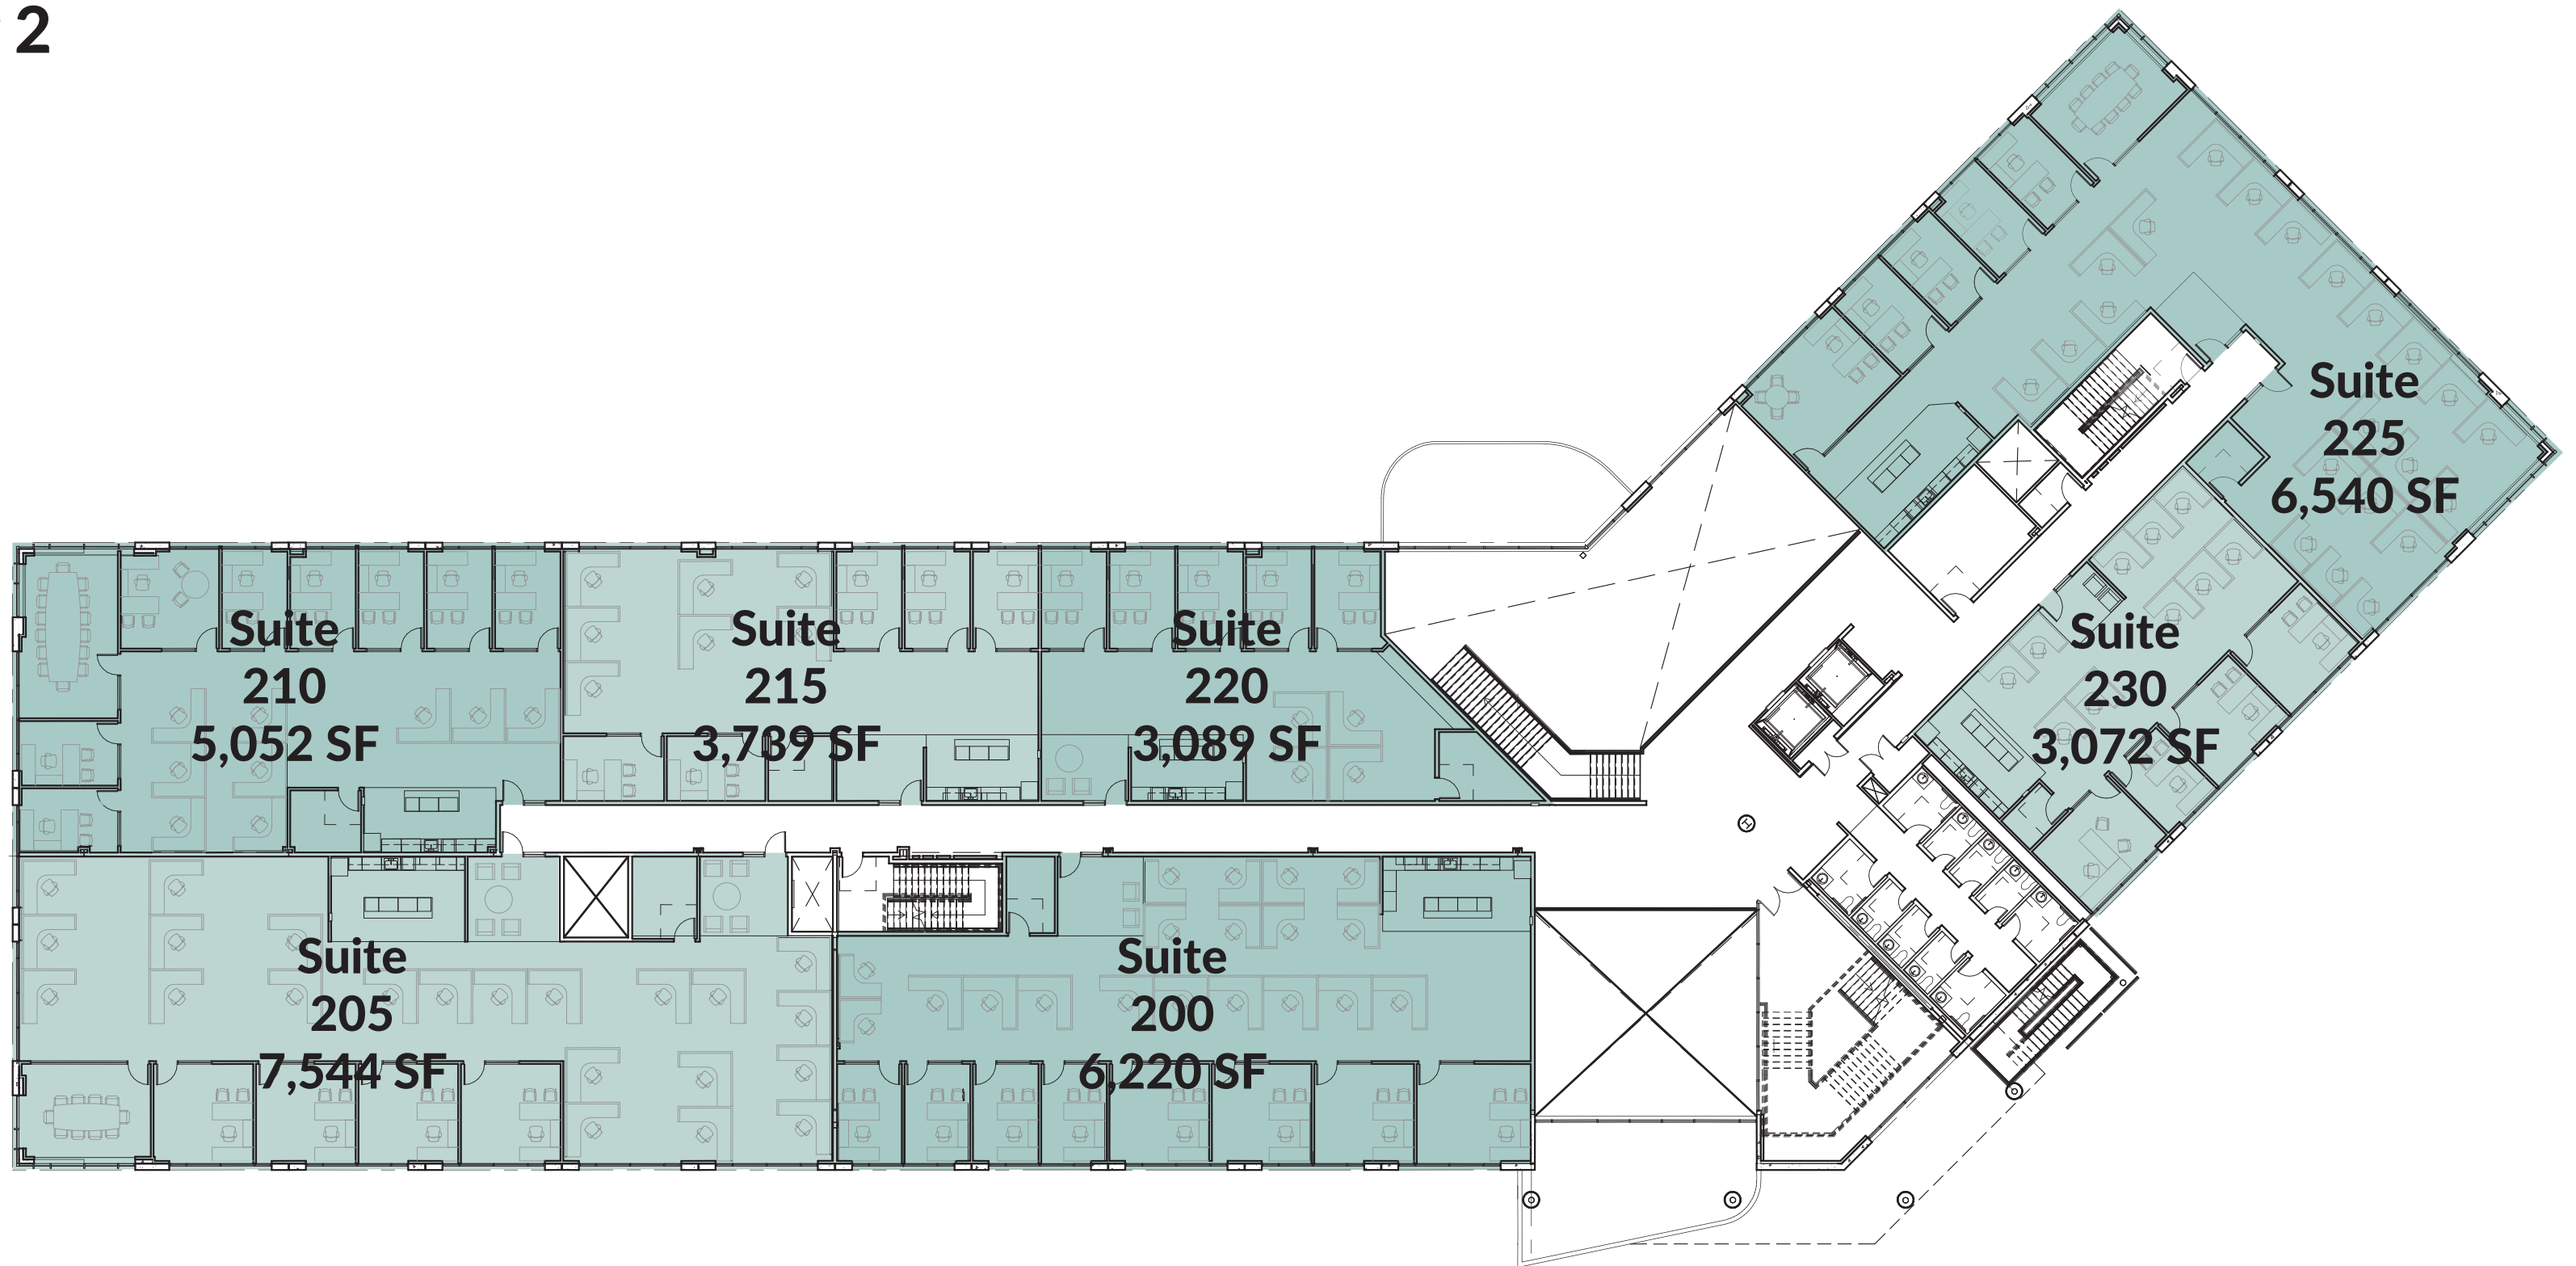 2
Suite
225
6,540 SF
Suite
210
5,052 SF
Suite
215
3,739 SF
Suite
220
3,089 SF
Suite
230
3,072 SF
Suite
205
7,544 SF
Suite
200
6,220 SF